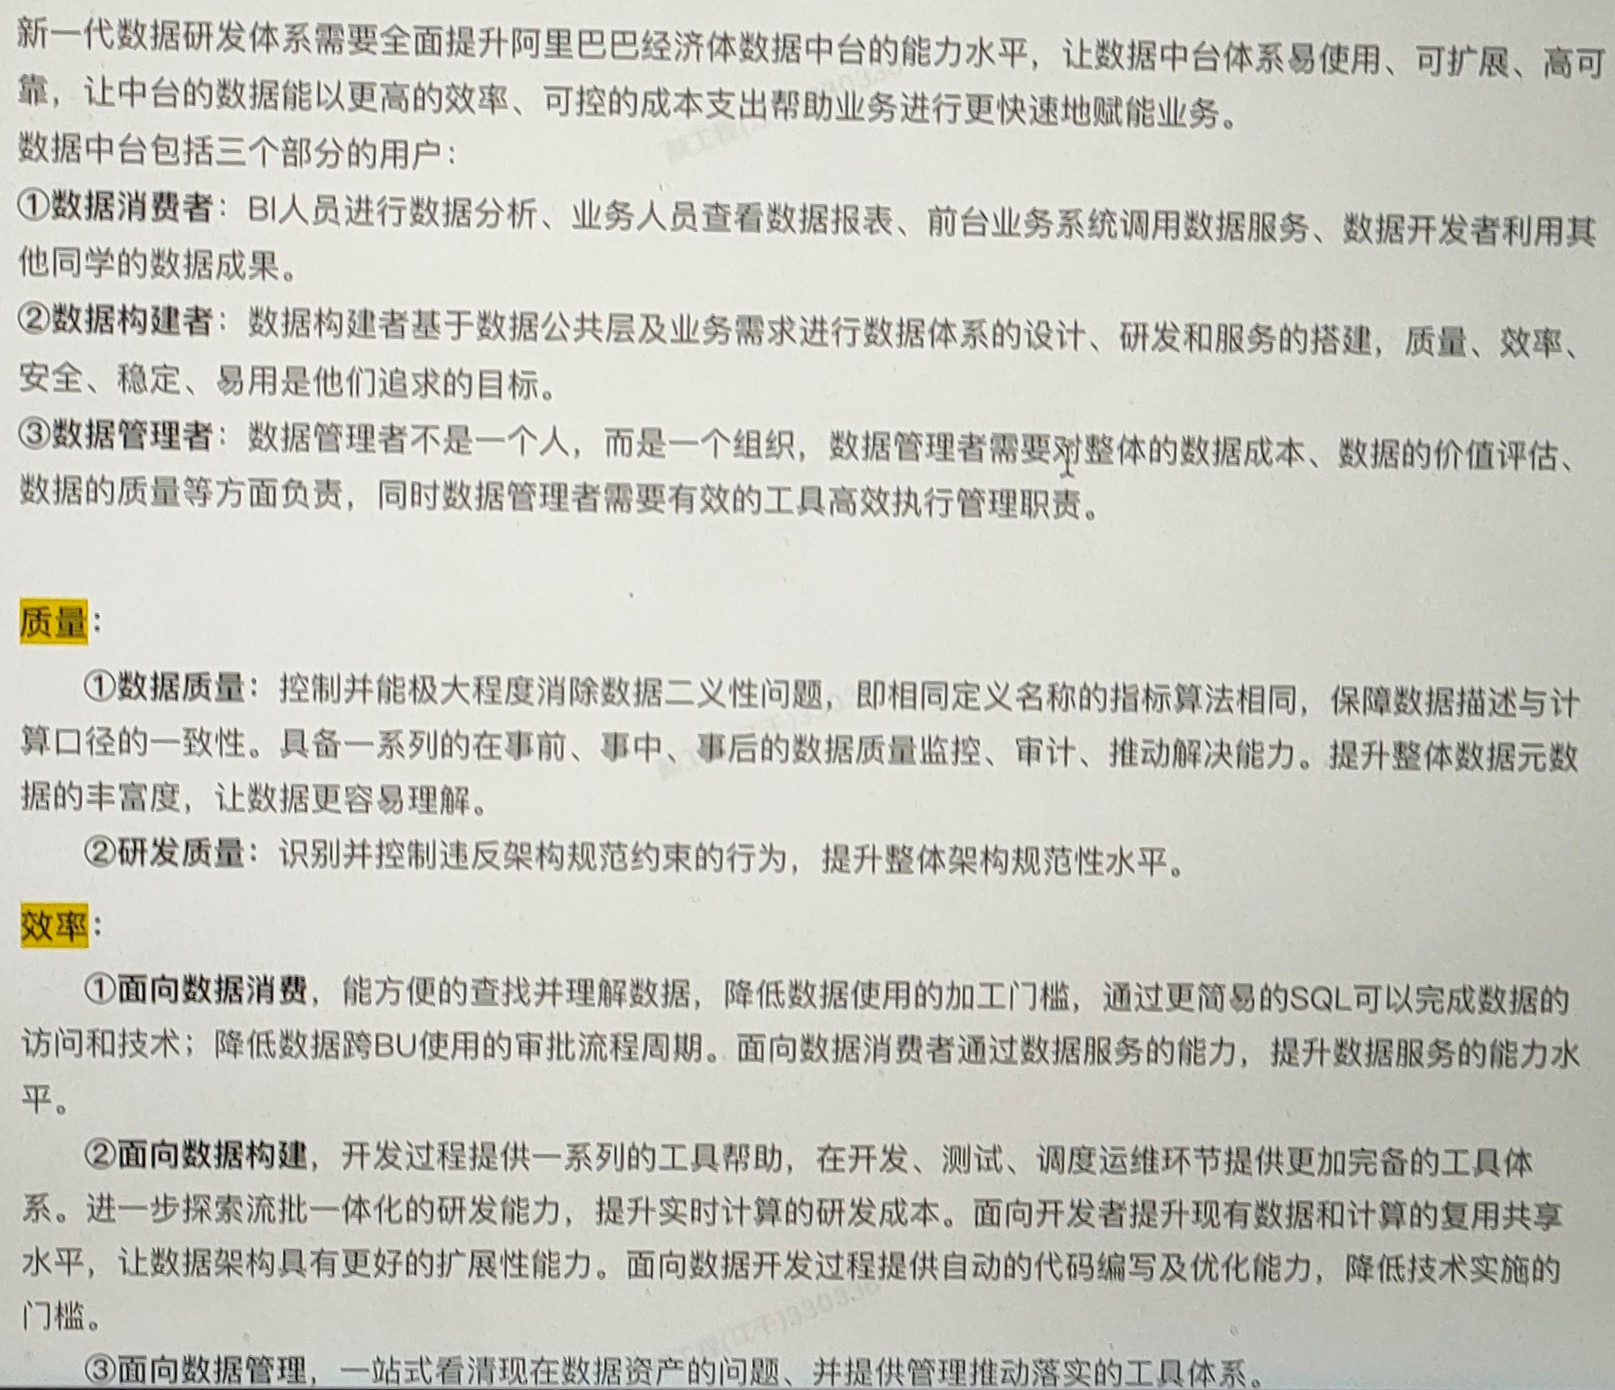 新一代数据研发体系需要全面提升阿里巴巴经济体数据中台的能力水平，让数据中台体系易使用、可扩展、高可
靠，让中台的数据能以更高的效率、可控的成本支出帮助业务进行更快速地赋能业务。
数据中台包括三个部分的用户：
①数据消费者：BI人员进行数据分析、业务人员查看数据报表、前台业务系统调用数据服务、数据开发者利用其
他同学的数据成果。
②数据构建者：数据构建者基于数据公共层及业务需求进行数据体系的设计、研发和服务的搭建，质量、效率、
安全、稳定、易用是他们追求的目标。
③数据管理者：数据管理者不是一个人，而是一个组织，数据管理者需要对整体的数据成本、数据的价值评估、
数据的质量等方面负责，同时数据管理者需要有效的工具高效执行管理职责。
质量：
①数据质量：控制并能极大程度消除数据二义性问题，即相同定义名称的指标算法相同，保障数据描述与计
算口径的一致性。具备一系列的在事前、事中、事后的数据质量监控、审计、推动解决能力。提升整体数据元数
据的丰富度，让数据更容易理解。
②研发质量：识别并控制违反架构规范约束的行为，提升整体架构规范性水平。
效率：
①面向数据消费，能方便的查找并理解数据，降低数据使用的加工门槛，通过更简易的SQL可以完成数据的
访问和技术；降低数据跨BU使用的审批流程周期。面向数据消费者通过数据服务的能力，提升数据服务的能力水
平。
②面向数据构建，开发过程提供一系列的工具帮助，在开发、测试、调度运维环节提供更加完备的工具体
系。进一步探索流批一体化的研发能力，提升实时计算的研发成本。面向开发者提升现有数据和计算的复用共享
水平，让数据架构具有更好的扩展性能力。面向数据开发过程提供自动的代码编写及优化能力，降低技术实施的
门槛。
③面向数据管理，一站式看清现在数据资产的问题、并提供管理推动落实的工具体系。